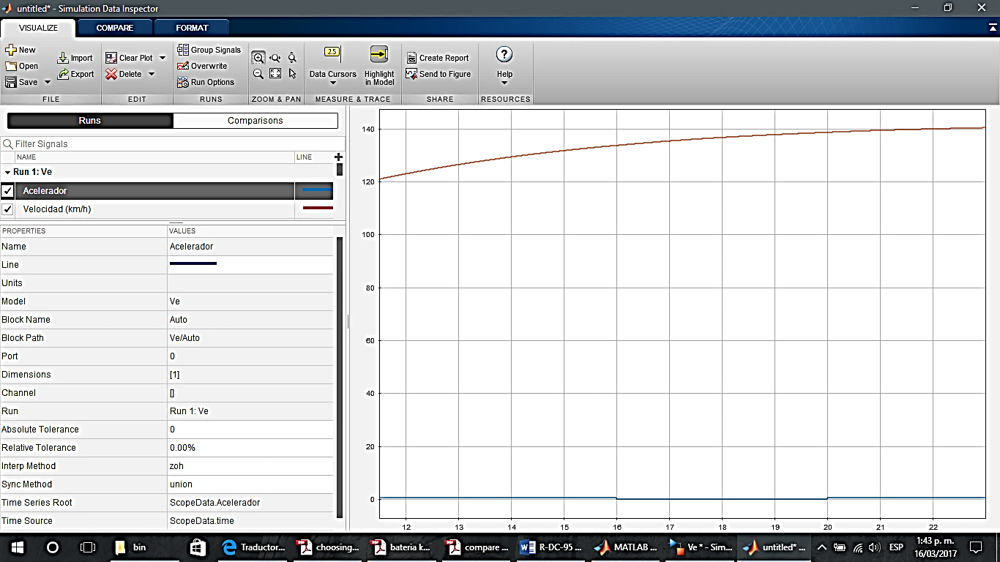 untitled* - Simulation Data Inspector
VISUALIZE COMPARE FORMAT
New
Open
Save
Import
Export
FILE
Clear Plot
Delete
EDIT
Group Signals
Overwrite
Run Options
RUNS
ZOOM & PAN
2.5
Data Cursors
Highlight
in Model
MEASURE & TRACE
Create Report
Send to Figure
SHARE
?
Help
RESOURCES
Runs Comparisons
Filter Signals
NAME LINE
Run 1: Ve
Acelerador
Velocidad (km/h)
PROPERTIES VALUES
Name Acelerador
Line
Units
Model Ve
Block Name Auto
Block Path Ve/Auto
Port 0
Dimensions [1]
Channel []
Run Run 1: Ve
Absolute Tolerance 0
Relative Tolerance 0.00%
Interp Method zoh
Sync Method union
Time Series Root ScopeData.Acelerador
Time Source ScopeData.time
140
120
100
80
60
40
20
0
12 13 14 15 16 17 18 19 20 21 22
bin
Traductor...
choosing...
bateria k...
compare ...
R-DC-95 ...
MATLAB ...
Ve * - Sim...
untitled* ...
ESP
1:43 p. m.
16/03/2017